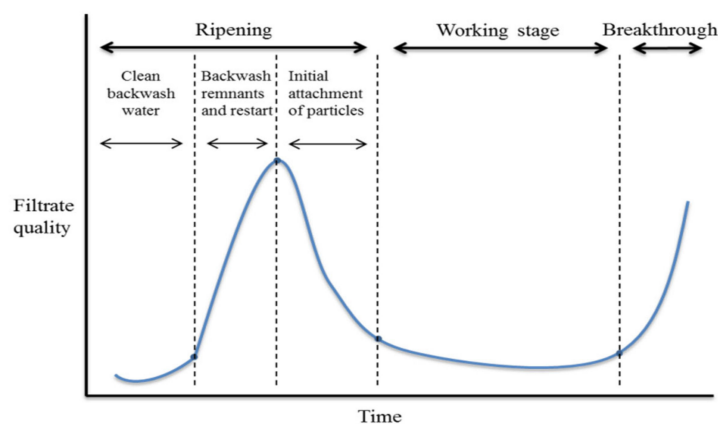 Ripening
Working stage
Breakthrough
Clean
backwash
water
Backwash
remnants
and restart
Initial
attachment
of particles
Filtrate
quality
Time